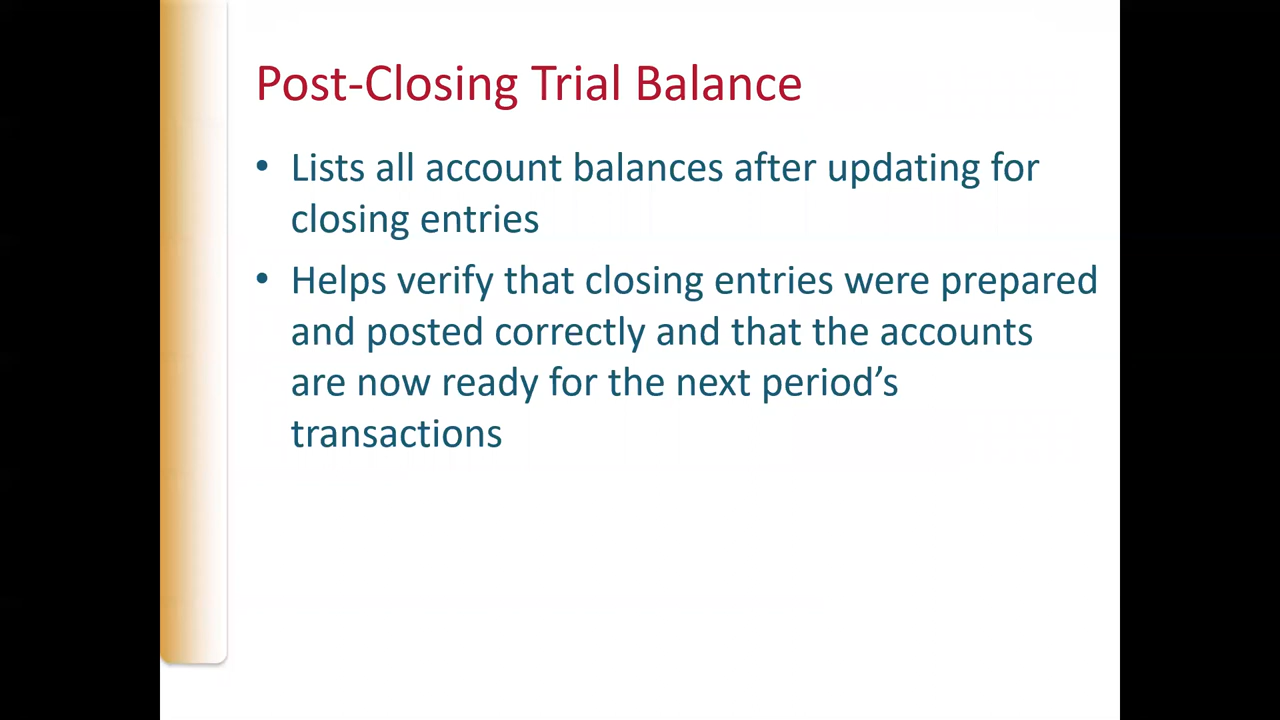 Post-Closing Trial Balance
• Lists all account balances after updating for
closing entries
• Helps verify that closing entries were prepared
and posted correctly and that the accounts
are now ready for the next period’s
transactions